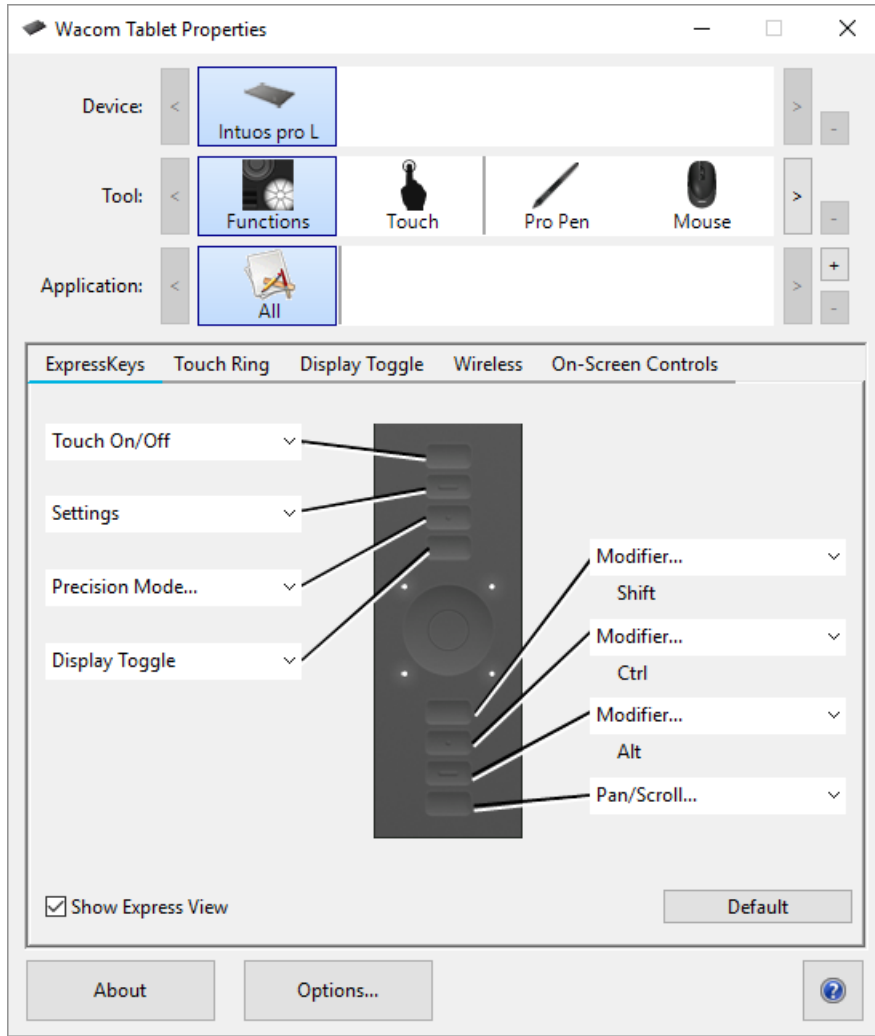 Wacom Tablet Properties
Device:
<
Intuos pro L
>
-
Tool:
<
Functions
Touch
Pro Pen
Mouse
>
-
Application:
<
All
>
+
-
ExpressKeys Touch Ring Display Toggle Wireless On-Screen Controls
Touch On/Off
Settings
Precision Mode...
Display Toggle
Modifier...
Shift
Modifier...
Ctrl
Modifier...
Alt
Pan/Scroll...
Show Express View
Default
About
Options...
?